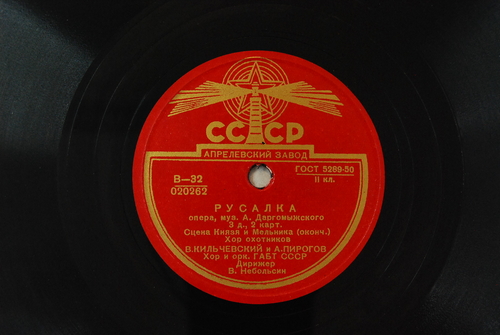 СССР
АПРЕЛЕВСКИЙ ЗАВОД
В—32
020262
ГОСТ 5289-50
II кл.
РУСАЛКА
опера, муз. А. Даргомыжского
3 д., 2 карт.
Сцена Князя и Мельника (оконч.)
Хор охотников
В.КИЛЬЧЕВСКИЙ и А.ПИРОГОВ
Хор и орк. ГАБТ СССР
Дирижер
В. Небольсин